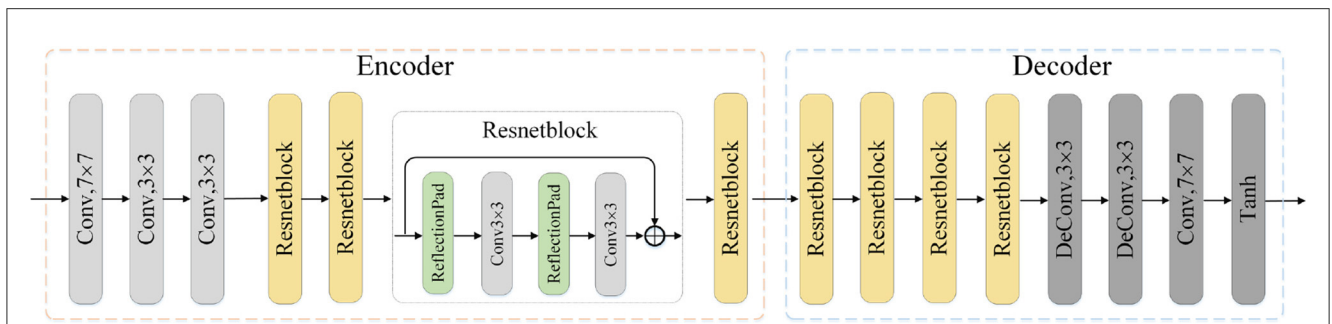 Encoder
Conv,7×7
Conv,3×3
Conv,3×3
Resnetblock
Resnetblock
Resnetblock
ReflectionPad
Conv3×3
ReflectionPad
Conv3×3
Resnetblock
Decoder
Resnetblock
Resnetblock
Resnetblock
Resnetblock
DeConv,3×3
DeConv,3×3
Conv,7×7
Tanh